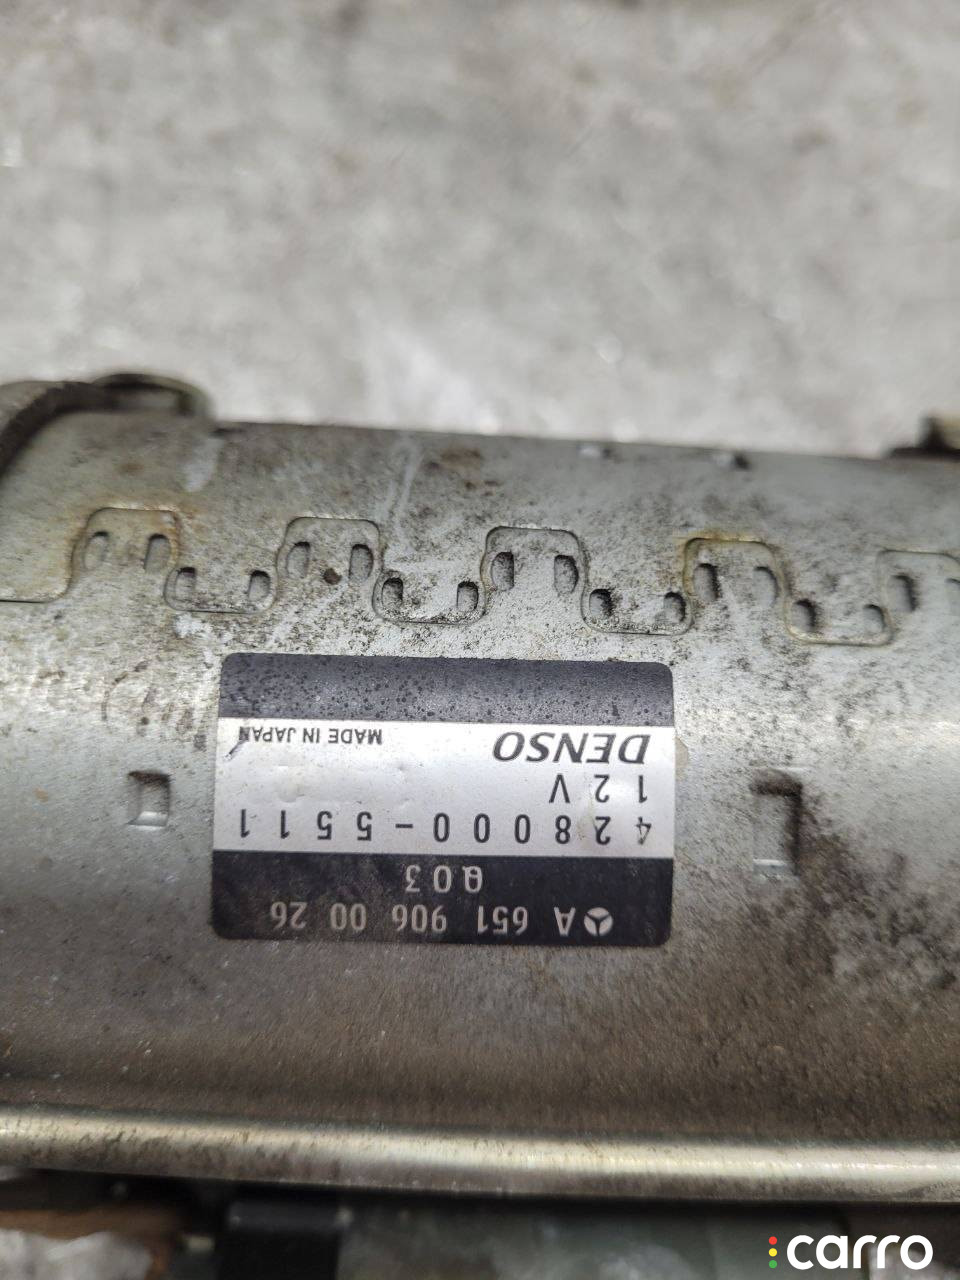 A 651 906 00 26
Q03
428000-5511
12V
DENSO MADE IN JAPAN
carro